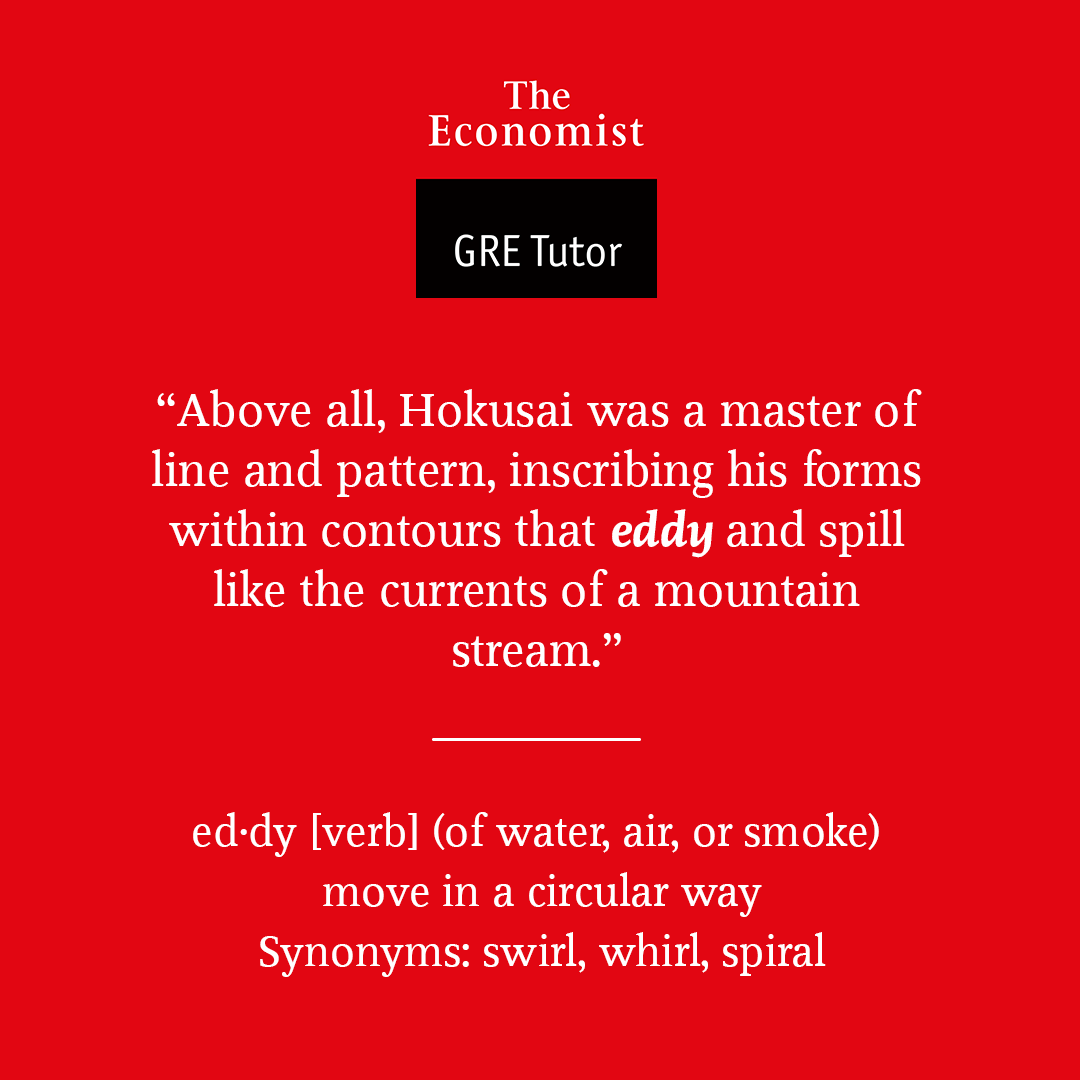 The
Economist
GRE Tutor
“Above all, Hokusai was a master of
line and pattern, inscribing his forms
within contours that eddy and spill
like the currents of a mountain
stream.”
ed·dy [verb] (of water, air, or smoke)
move in a circular way
Synonyms: swirl, whirl, spiral